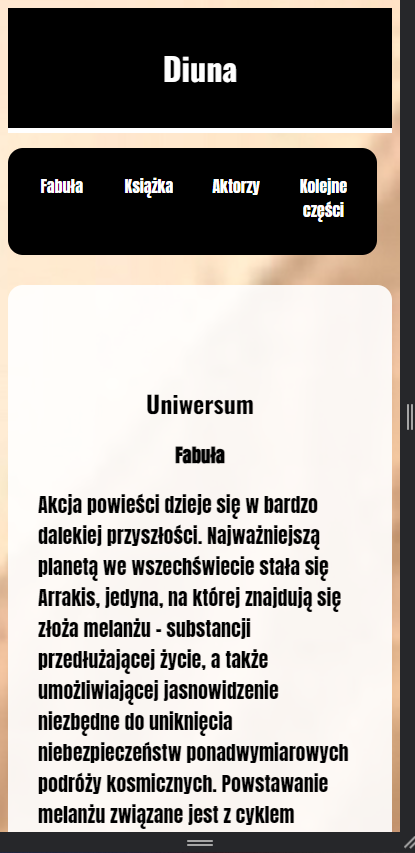 Diuna
Fabuła Książka Aktorzy Kolejne
części
Uniwersum
Fabuła
Akcja powieści dzieje się w bardzo
dalekiej przyszłości. Najważniejszą
planetą we wszechświecie stała się
Arrakis, jedyna, na której znajdują się
złoża melanżu - substancji
przedłużającej życie, a także
umożliwiającej jasnowidzenie
niezbędne do uniknięcia
niebezpieczeństw ponadwymiarowych
podróży kosmicznych. Powstawanie
melanżu związane jest z cyklem